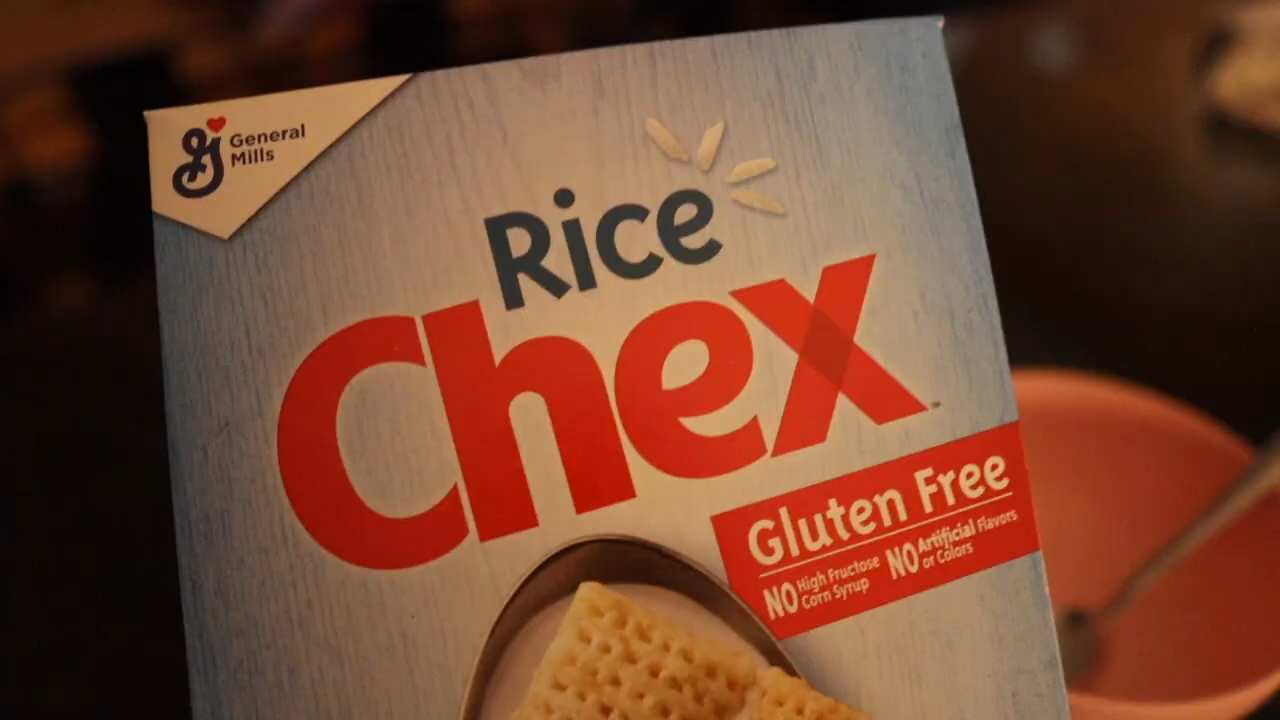 General
Mills
Rice
Chex
Gluten Free
NO High Fructose
Corn Syrup
NO Artificial Flavors
or Colors